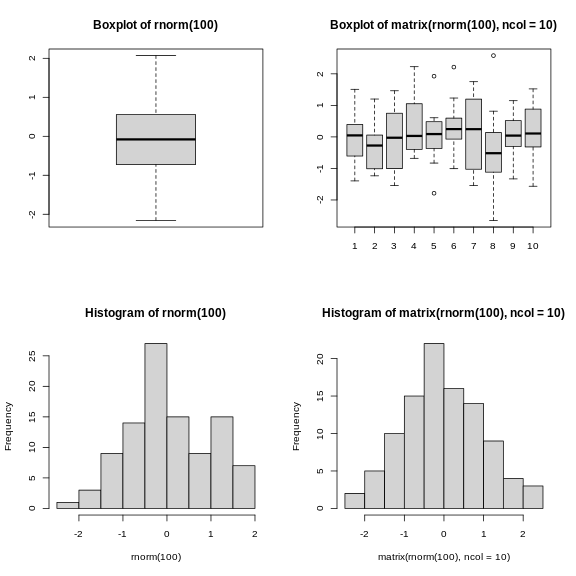 Boxplot of rnorm(100)
2
1
0
-1
-2
Boxplot of matrix(rnorm(100), ncol = 10)
2
1
0
-1
-2
1 2 3 4 5 6 7 8 9 10
Histogram of rnorm(100)
Frequency
25
20
15
10
5
0
-2 -1 0 1 2
rnorm(100)
Histogram of matrix(rnorm(100), ncol = 10)
Frequency
20
15
10
5
0
-2 -1 0 1 2
matrix(rnorm(100), ncol = 10)